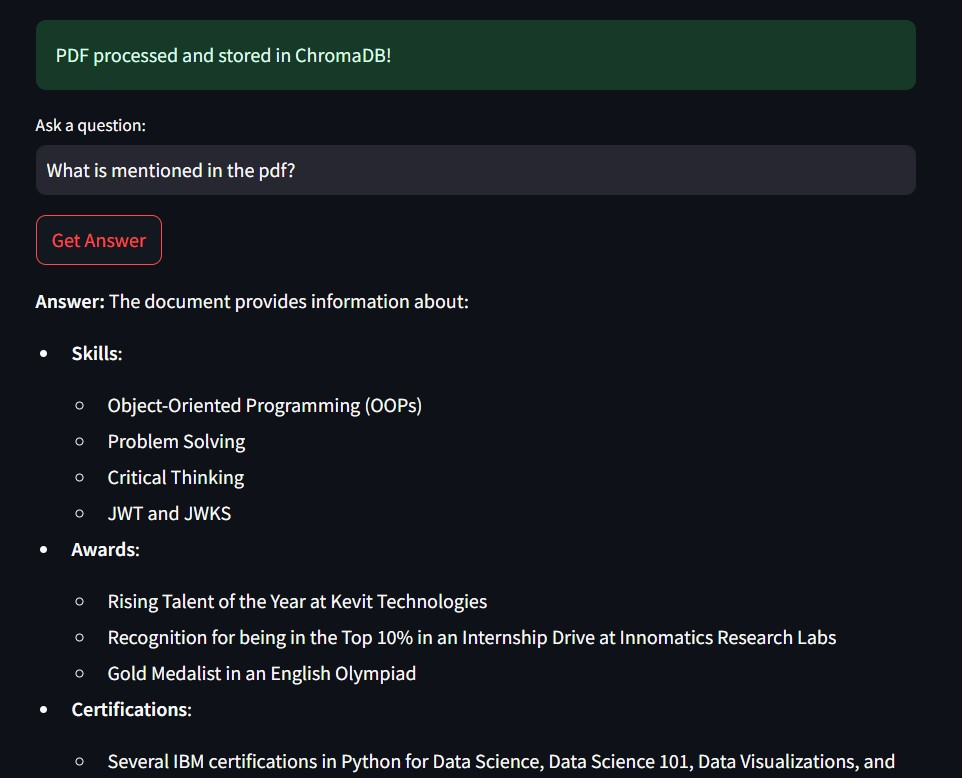 PDF processed and stored in ChromaDB!
Ask a question:
What is mentioned in the pdf?
Get Answer
Answer: The document provides information about:
Skills:
Object-Oriented Programming (OOPs)
Problem Solving
Critical Thinking
JWT and JWKS
Awards:
Rising Talent of the Year at Kevit Technologies
Recognition for being in the Top 10% in an Internship Drive at Innomatics Research Labs
Gold Medalist in an English Olympiad
Certifications:
Several IBM certifications in Python for Data Science, Data Science 101, Data Visualizations, and